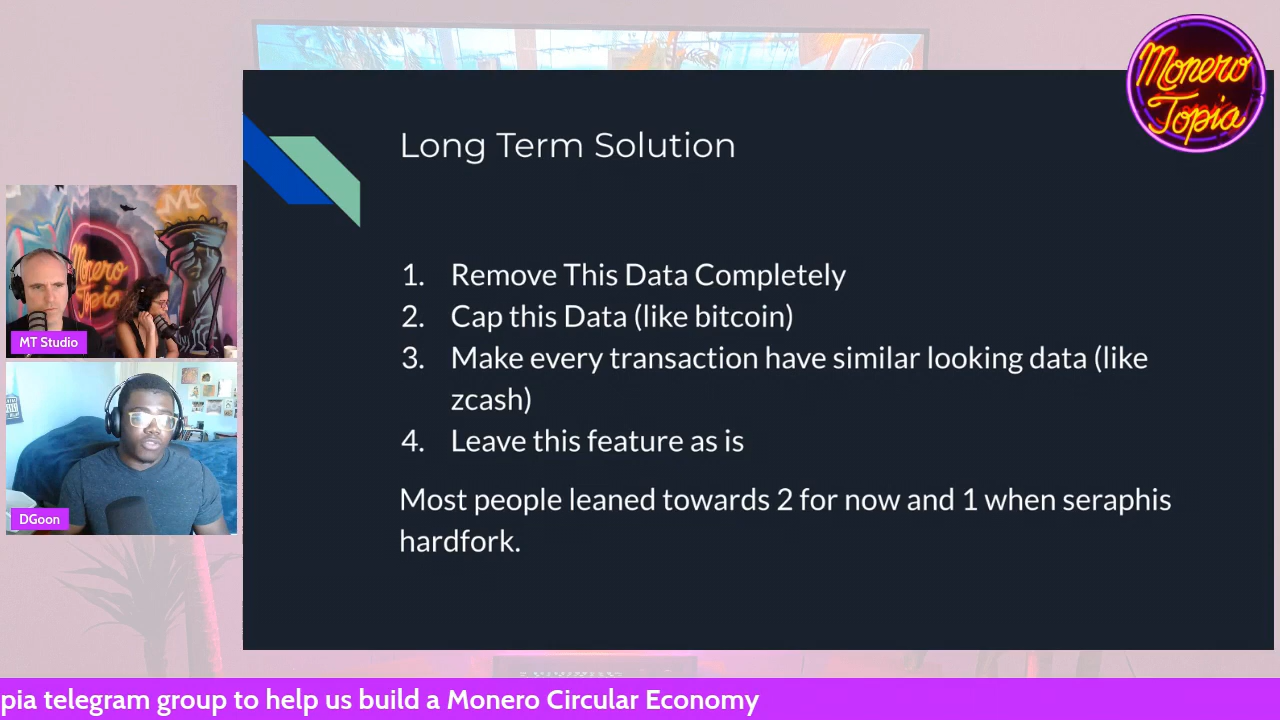 Monero
Topia
Long Term Solution
1. Remove This Data Completely
2. Cap this Data (like bitcoin)
3. Make every transaction have similar looking data (like
zcash)
4. Leave this feature as is
Most people leaned towards 2 for now and 1 when seraphis
hardfork.
Monero
Topia
MT Studio
DGoon
pia telegram group to help us build a Monero Circular Economy